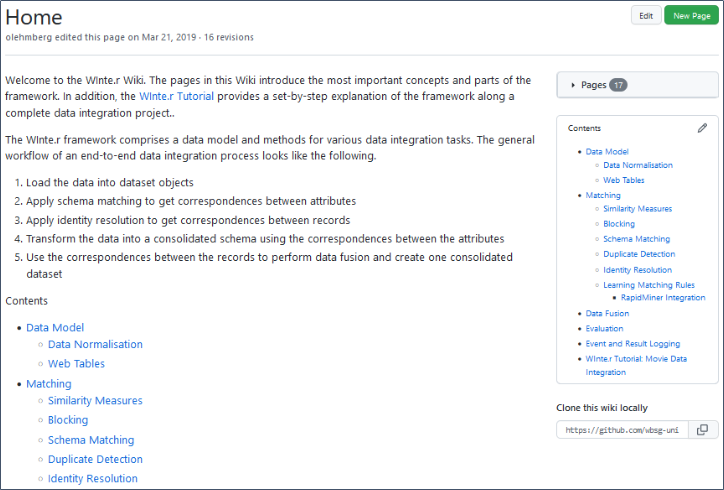 Home
Edit
New Page
olehmberg edited this page on Mar 21, 2019 · 16 revisions
Welcome to the WInte.r Wiki. The pages in this Wiki introduce the most important concepts and parts of the
framework. In addition, the WInte.r Tutorial provides a set-by-step explanation of the framework along a
complete data integration project..
The WInte.r framework comprises a data model and methods for various data integration tasks. The general
workflow of an end-to-end data integration process looks like the following.
1. Load the data into dataset objects
2. Apply schema matching to get correspondences between attributes
3. Apply identity resolution to get correspondences between records
4. Transform the data into a consolidated schema using the correspondences between the attributes
5. Use the correspondences between the records to perform data fusion and create one consolidated
dataset
Contents
Data Model
Data Normalisation
Web Tables
Matching
Similarity Measures
Blocking
Schema Matching
Duplicate Detection
Identity Resolution
Pages 17
Contents
Data Model
Data Normalisation
Web Tables
Matching
Similarity Measures
Blocking
Schema Matching
Duplicate Detection
Identity Resolution
Learning Matching Rules
RapidMiner Integration
Data Fusion
Evaluation
Event and Result Logging
WInte.r Tutorial: Movie Data
Integration
Clone this wiki locally
https://github.com/wbsg-uni